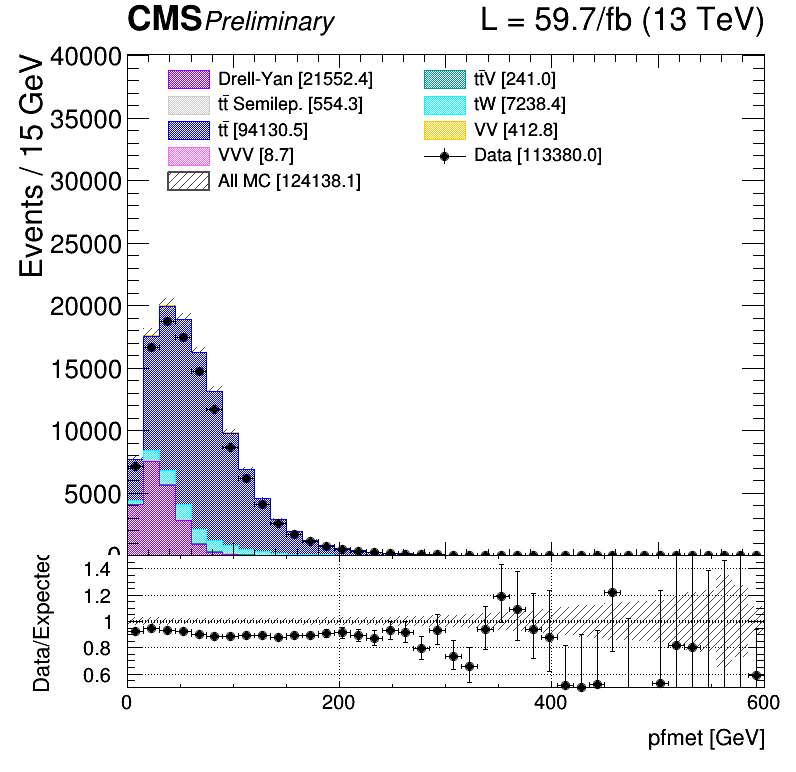 CMS Preliminary L = 59.7/fb (13 TeV)
Events / 15 GeV
40000
35000
30000
25000
20000
15000
10000
5000
0
Drell-Yan [21552.4]
tt̄ Semilep. [554.3]
tt̄ [94130.5]
VVV [8.7]
All MC [124138.1]
tt̄V [241.0]
tW [7238.4]
VV [412.8]
Data [113380.0]
Data/Expected
1.4
1.2
1
0.8
0.6
0 200 400 600
pfmet [GeV]